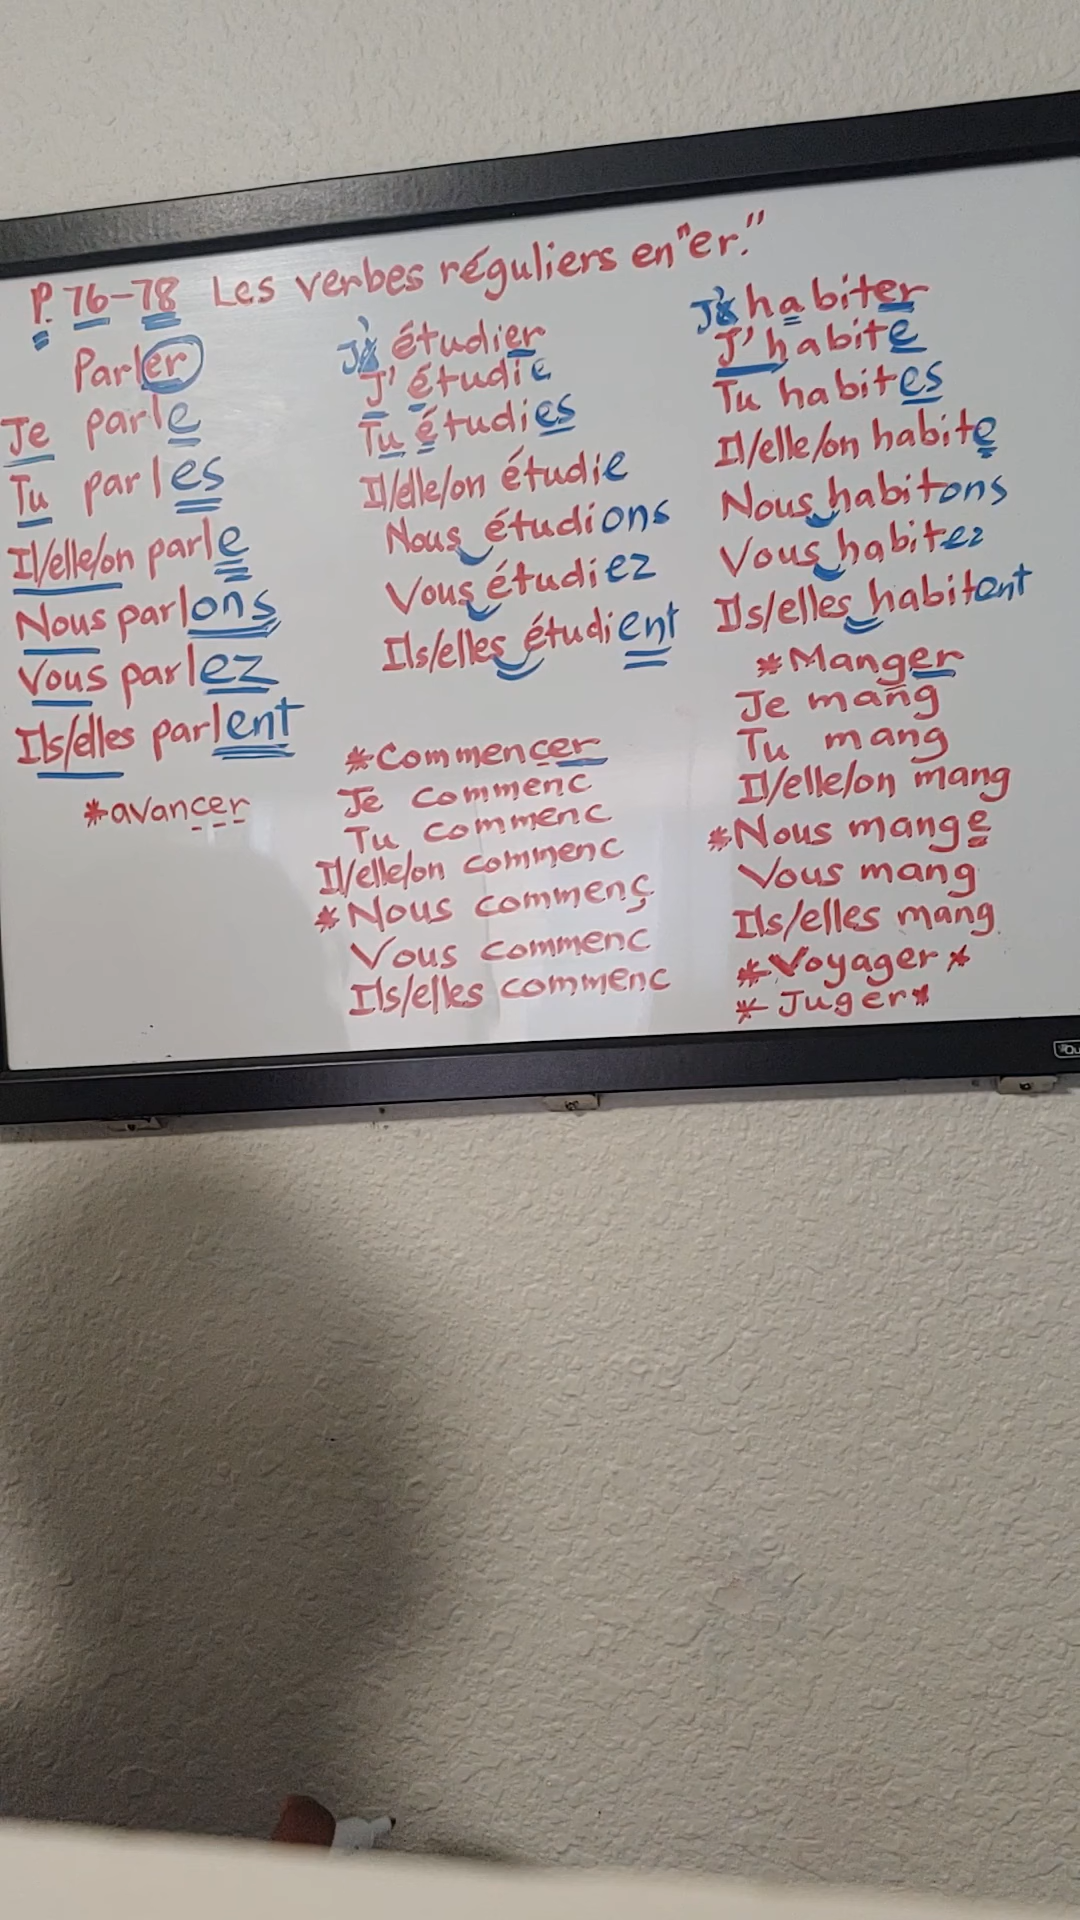 P. 76-78 Les verbes réguliers en "er."
Parler
Je parle
Tu parles
Il/elle/on parle
Nous parlons
Vous parlez
Ils/elles parlent
*avancer
étudier
J'étudie
Tu étudies
Il/elle/on étudie
Nous étudions
Vous étudiez
Ils/elles étudient
*Commencer
Je commenc
Tu commenc
Il/elle/on commenc
*Nous commenç
Vous commenc
Ils/elles commenc
habiter
J'habite
Tu habites
Il/elle/on habite
Nous habitons
Vous habitez
Ils/elles habitent
*Manger
Je mang
Tu mang
Il/elle/on mang
*Nous mange
Vous mang
Ils/elles mang
*Voyager*
*Juger*